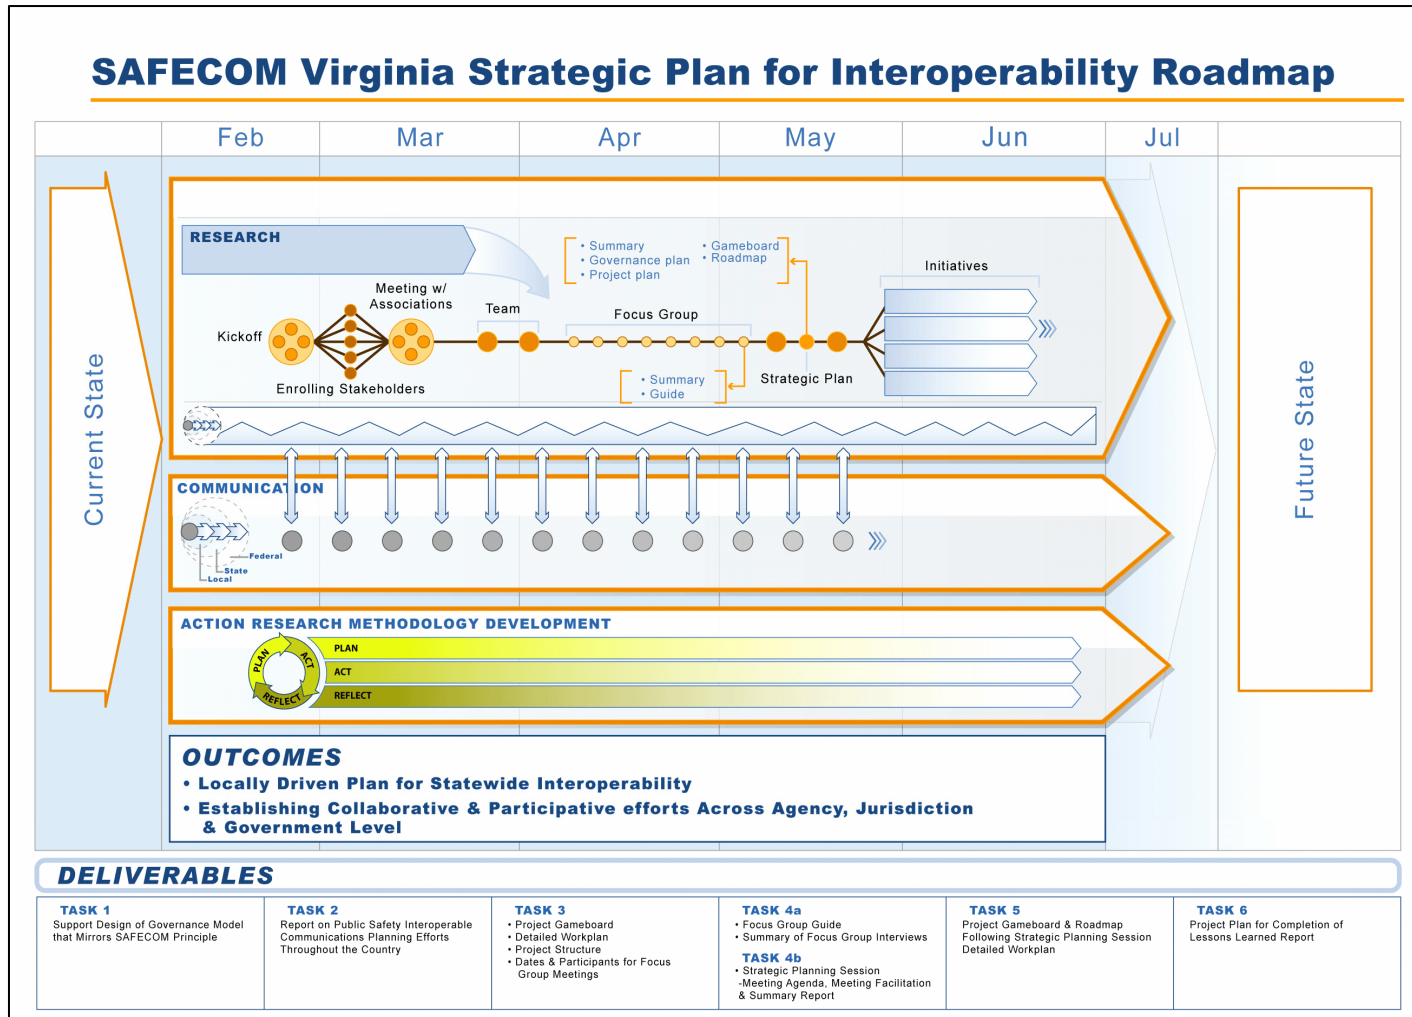 SAFECOM Virginia Strategic Plan for Interoperability Roadmap
Feb
Mar
Apr
May
Jun
Jul
Current State
Future State
RESEARCH
• Summary
• Governance plan
• Project plan
• Gameboard
• Roadmap
Initiatives
Meeting w/
Associations
Team
Focus Group
Kickoff
Enrolling Stakeholders
• Summary
• Guide
Strategic Plan
COMMUNICATION
Federal
State
Local
ACTION RESEARCH METHODOLOGY DEVELOPMENT
PLAN
ACT
REFLECT
PLAN
ACT
REFLECT
OUTCOMES
• Locally Driven Plan for Statewide Interoperability
• Establishing Collaborative & Participative efforts Across Agency, Jurisdiction
& Government Level
DELIVERABLES
TASK 1
Support Design of Governance Model
that Mirrors SAFECOM Principle
TASK 2
Report on Public Safety Interoperable
Communications Planning Efforts
Throughout the Country
TASK 3
• Project Gameboard
• Detailed Workplan
• Project Structure
• Dates & Participants for Focus
Group Meetings
TASK 4a
• Focus Group Guide
• Summary of Focus Group Interviews
TASK 4b
• Strategic Planning Session
-Meeting Agenda, Meeting Facilitation
& Summary Report
TASK 5
Project Gameboard & Roadmap
Following Strategic Planning Session
Detailed Workplan
TASK 6
Project Plan for Completion of
Lessons Learned Report